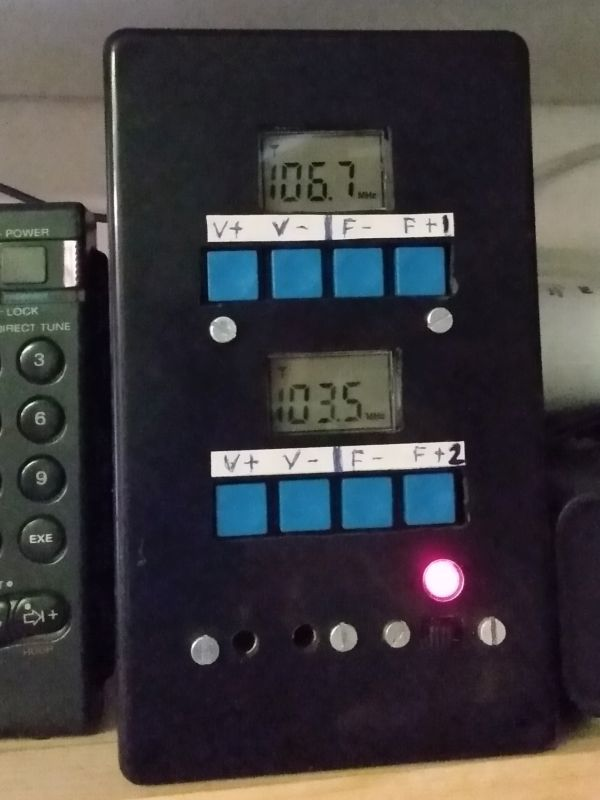 106.7 MHz
V+ V- F- F+1
103.5 MHz
V+ V- F- F+2
POWER
LOCK
DIRECT TUNE
3
6
9
EXE
+